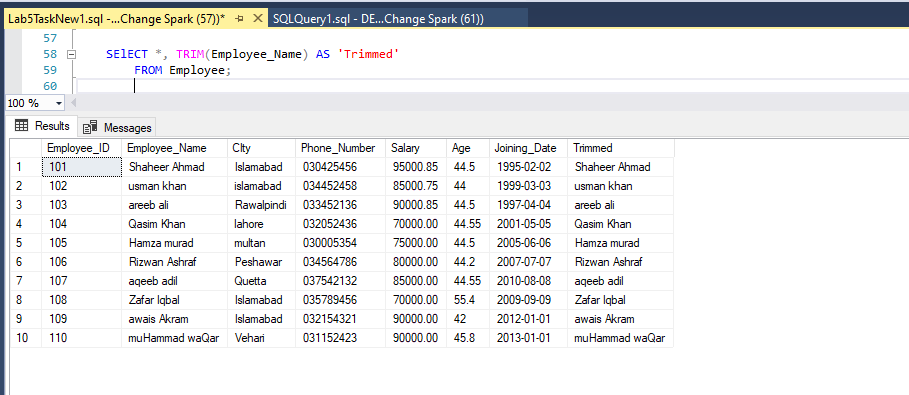 Lab5TaskNew1.sql -...Change Spark (57))* SQLQuery1.sql - DE...Change Spark (61))
57
58 SElECT *, TRIM(Employee_Name) AS 'Trimmed'
59 FROM Employee;
60
100 %
Results Messages
Employee_ID Employee_Name CIty Phone_Number Salary Age Joining_Date Trimmed
1 101 Shaheer Ahmad Islamabad 030425456 95000.85 44.5 1995-02-02 Shaheer Ahmad
2 102 usman khan islamabad 034452458 85000.75 44 1999-03-03 usman khan
3 103 areeb ali Rawalpindi 033452136 90000.85 44.5 1997-04-04 areeb ali
4 104 Qasim Khan lahore 032052436 70000.00 44.55 2001-05-05 Qasim Khan
5 105 Hamza murad multan 030005354 75000.00 44.5 2005-06-06 Hamza murad
6 106 Rizwan Ashraf Peshawar 034564786 80000.00 44.2 2007-07-07 Rizwan Ashraf
7 107 aqeeb adil Quetta 037542132 85000.00 44.55 2010-08-08 aqeeb adil
8 108 Zafar Iqbal Islamabad 035789456 70000.00 55.4 2009-09-09 Zafar Iqbal
9 109 awais Akram Islamabad 032154321 90000.00 42 2012-01-01 awais Akram
10 110 muHammad waQar Vehari 031152423 90000.00 45.8 2013-01-01 muHammad waQar